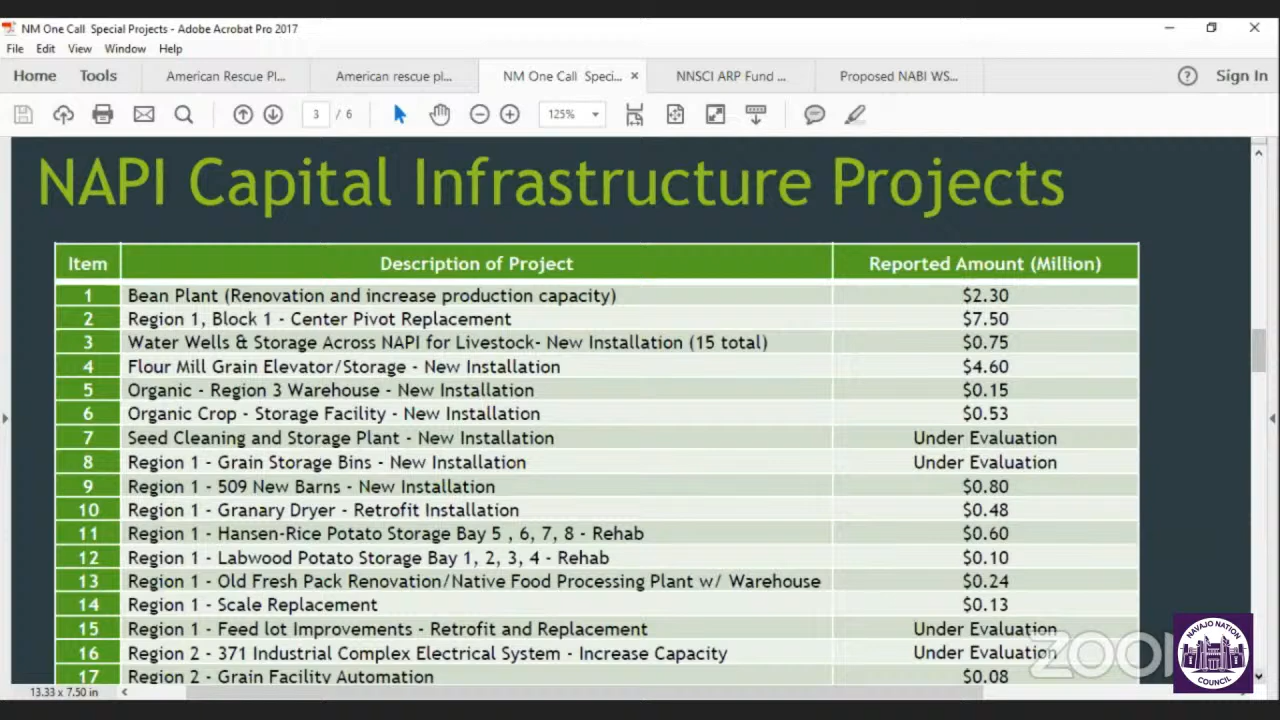 NM One Call Special Projects - Adobe Acrobat Pro 2017
File Edit View Window Help
Home Tools American Rescue Pl... American rescue pl... NM One Call Speci... × NNSCI ARP Fund ... Proposed NABI WS... Sign In
3 / 6 125%
NAPI Capital Infrastructure Projects
Item Description of Project Reported Amount (Million)
1 Bean Plant (Renovation and increase production capacity) $2.30
2 Region 1, Block 1 - Center Pivot Replacement $7.50
3 Water Wells & Storage Across NAPI for Livestock- New Installation (15 total) $0.75
4 Flour Mill Grain Elevator/Storage - New Installation $4.60
5 Organic - Region 3 Warehouse - New Installation $0.15
6 Organic Crop - Storage Facility - New Installation $0.53
7 Seed Cleaning and Storage Plant - New Installation Under Evaluation
8 Region 1 - Grain Storage Bins - New Installation Under Evaluation
9 Region 1 - 509 New Barns - New Installation $0.80
10 Region 1 - Granary Dryer - Retrofit Installation $0.48
11 Region 1 - Hansen-Rice Potato Storage Bay 5 , 6, 7, 8 - Rehab $0.60
12 Region 1 - Labwood Potato Storage Bay 1, 2, 3, 4 - Rehab $0.10
13 Region 1 - Old Fresh Pack Renovation/Native Food Processing Plant w/ Warehouse $0.24
14 Region 1 - Scale Replacement $0.13
15 Region 1 - Feed lot Improvements - Retrofit and Replacement Under Evaluation
16 Region 2 - 371 Industrial Complex Electrical System - Increase Capacity Under Evaluation
17 Region 2 - Grain Facility Automation $0.08
13.33 x 7.50 in
ZOOM
NAVAJO NATION
COUNCIL